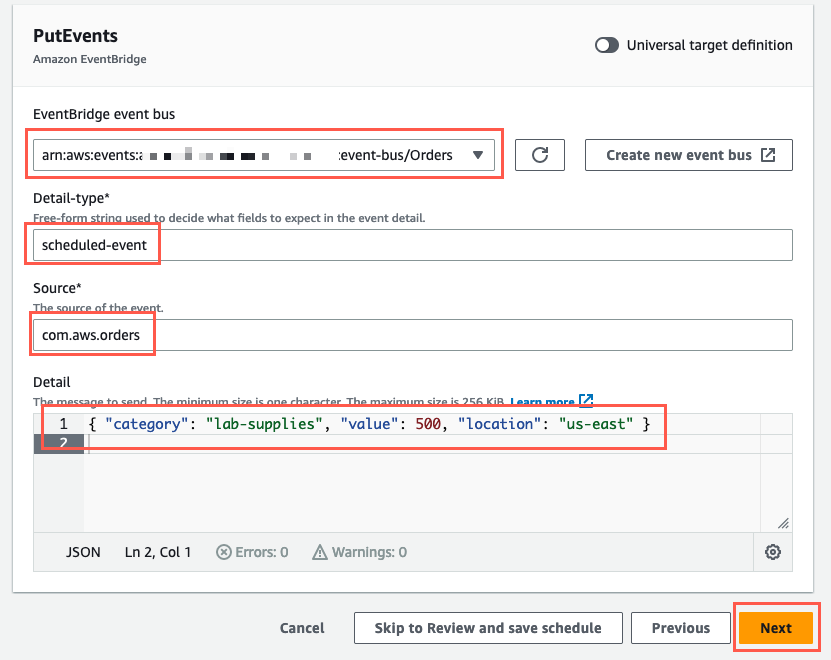 PutEvents
Universal target definition
Amazon EventBridge
EventBridge event bus
arn:aws:events: :event-bus/Orders
Create new event bus
Detail-type*
Free-form string used to decide what fields to expect in the event detail.
scheduled-event
Source*
The source of the event.
com.aws.orders
Detail
The message to send. The minimum size is one character. The maximum size is 256 KiB. Learn more
1 { "category": "lab-supplies", "value": 500, "location": "us-east" }
2
JSON Ln 2, Col 1 Errors: 0 Warnings: 0
Cancel Skip to Review and save schedule Previous Next